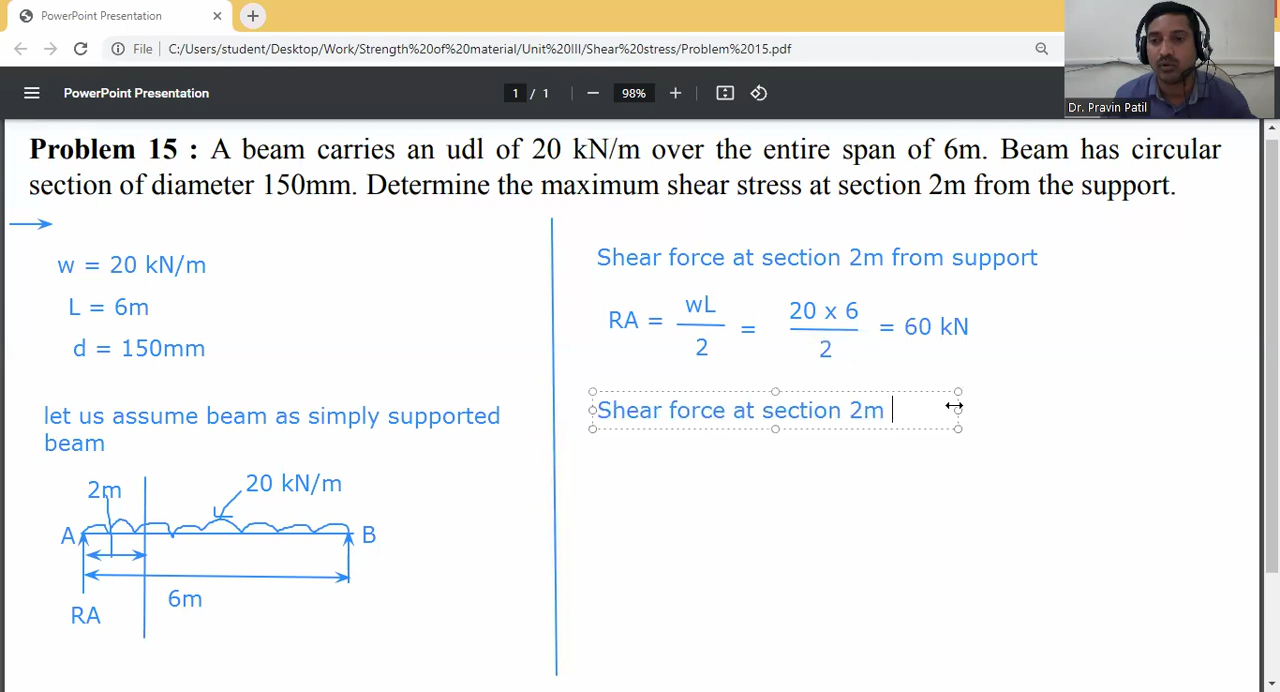 PowerPoint Presentation
File
C:/Users/student/Desktop/Work/Strength%20of%20material/Unit%20III/Shear%20stress/Problem%2015.pdf
PowerPoint Presentation
1 / 1
98%
Dr. Pravin Patil
Problem 15 : A beam carries an udl of 20 kN/m over the entire span of 6m. Beam has circular
section of diameter 150mm. Determine the maximum shear stress at section 2m from the support.
w = 20 kN/m
L = 6m
d = 150mm
let us assume beam as simply supported
beam
2m
20 kN/m
A
B
6m
RA
Shear force at section 2m from support
RA = wL/2 = 20 x 6/2 = 60 kN
Shear force at section 2m